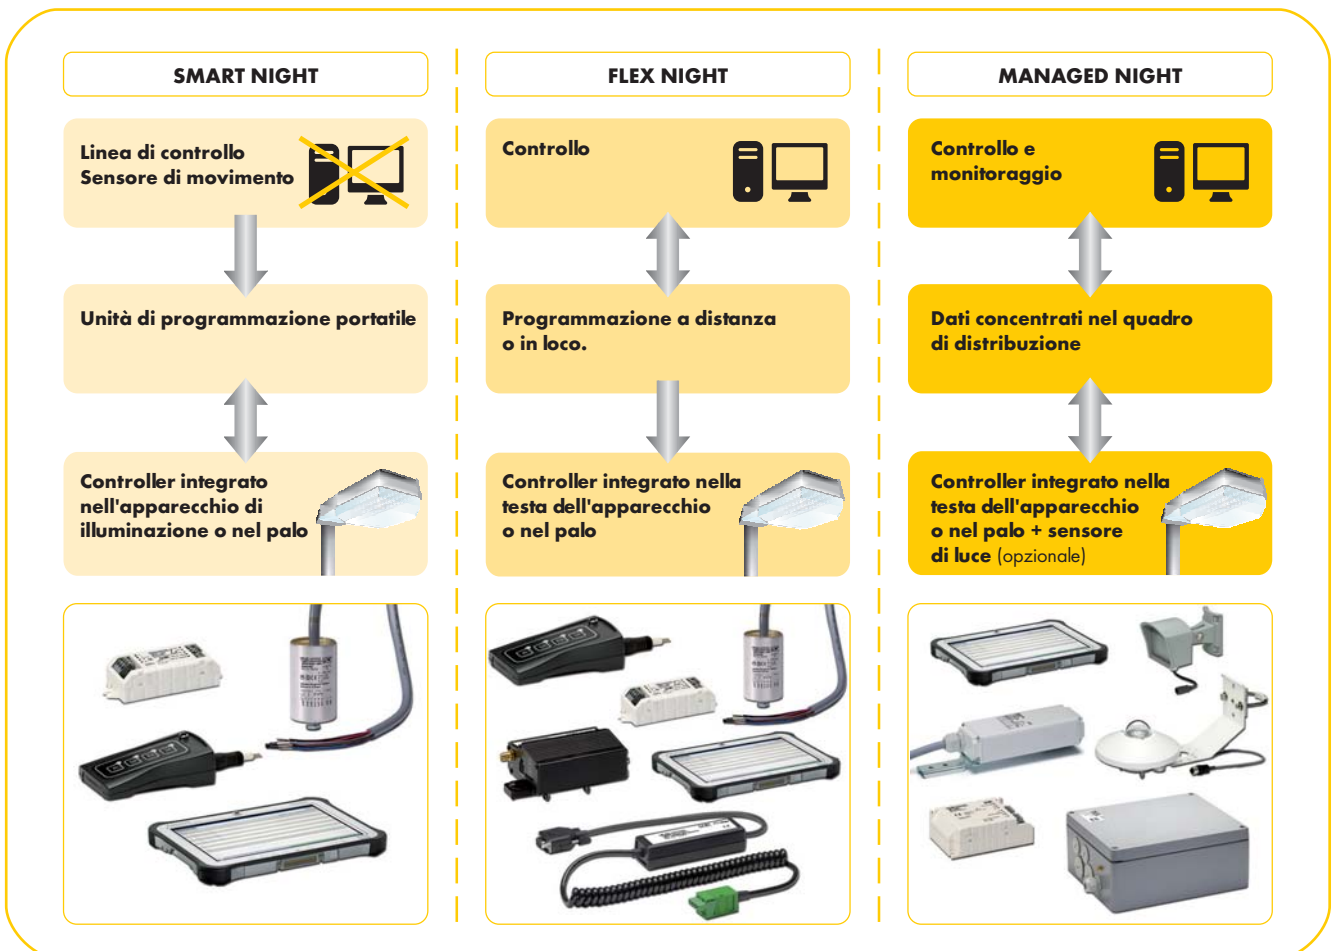 SMART NIGHT
Linea di controllo
Sensore di movimento
Unità di programmazione portatile
Controller integrato
nell'apparecchio di
illuminazione o nel palo
FLEX NIGHT
Controllo
Programmazione a distanza
o in loco.
Controller integrato nella
testa dell'apparecchio
o nel palo
MANAGED NIGHT
Controllo e
monitoraggio
Dati concentrati nel quadro
di distribuzione
Controller integrato nella
testa dell'apparecchio
o nel palo + sensore
di luce (opzionale)